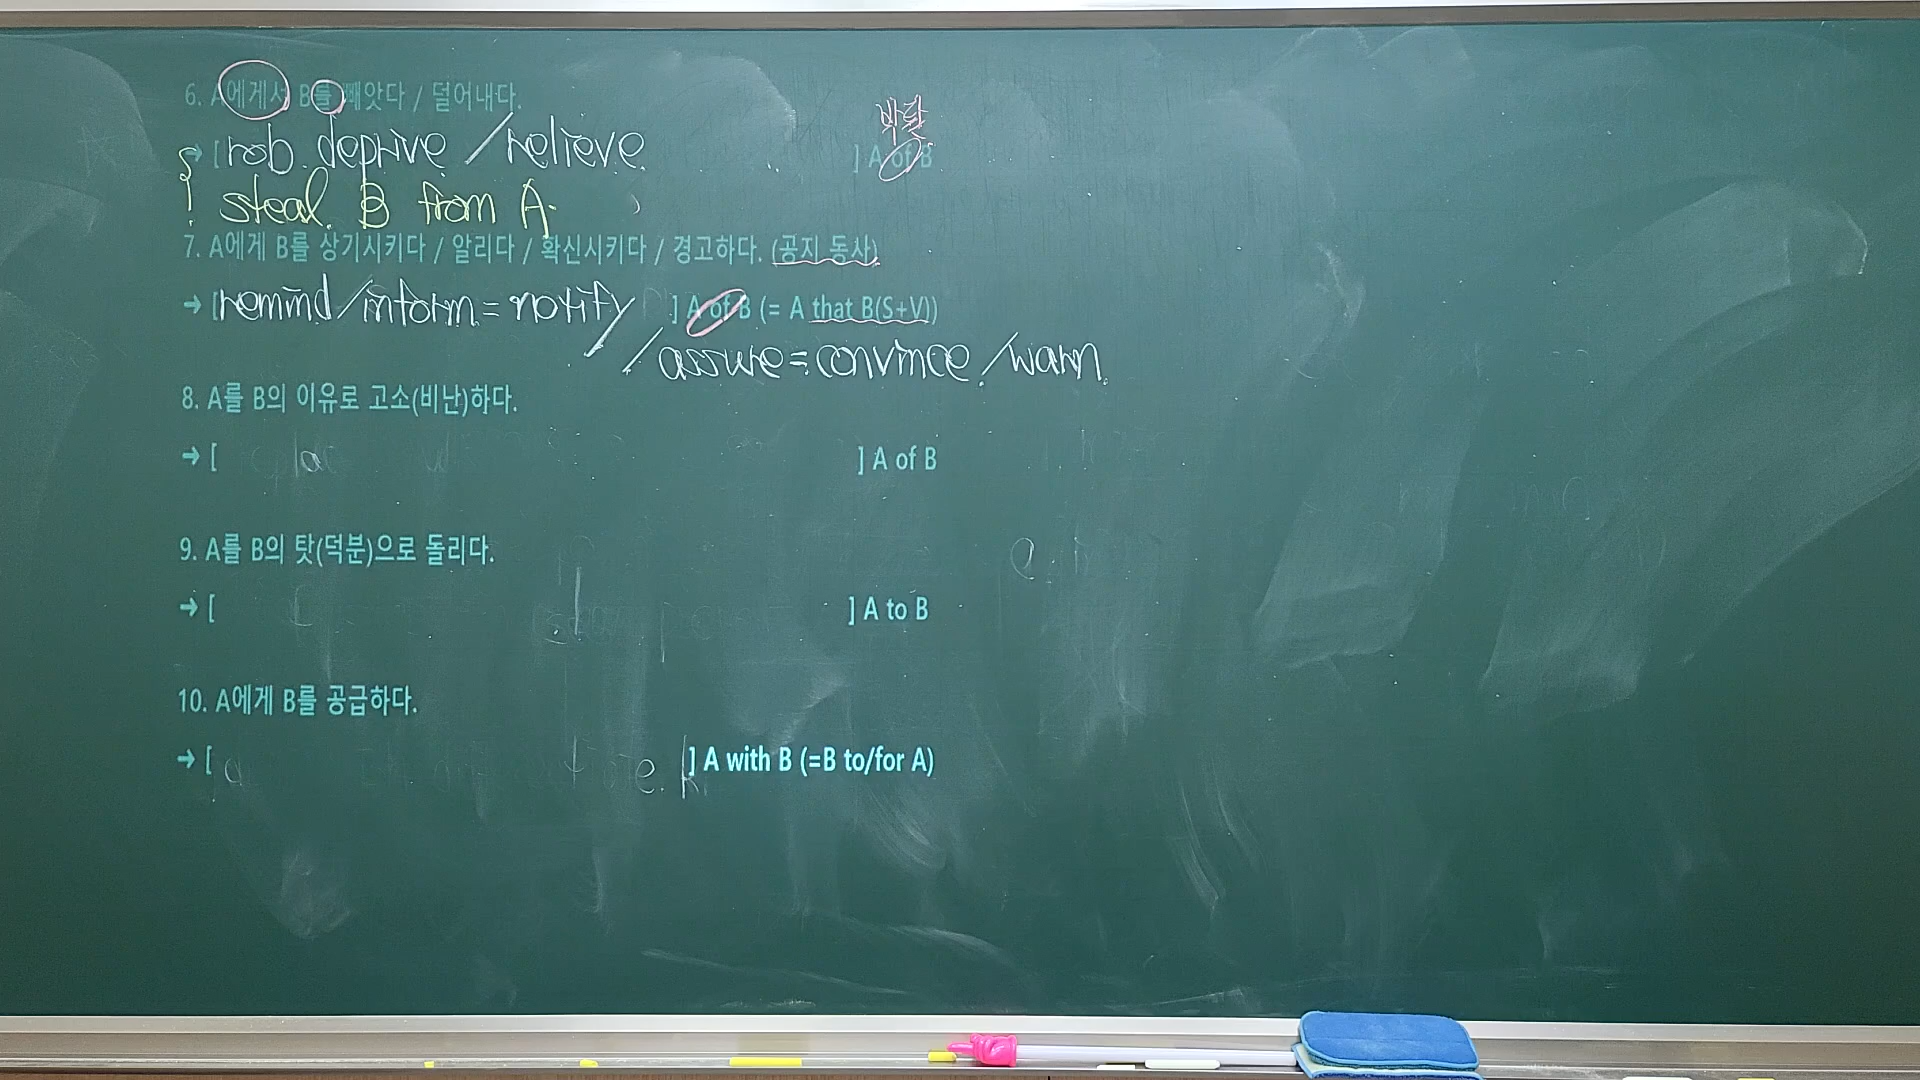 6. A에게서 B를 빼앗다 / 덜어내다.
박탈
→ [ rob. deprive / relieve. ] A of B
steal B from A.
7. A에게 B를 상기시키다 / 알리다 / 확신시키다 / 경고하다. (공지 동사)
→ [ remind / inform = notify ] A of B (= A that B(S+V))
/ assure = convince / warn.
8. A를 B의 이유로 고소(비난)하다.
→ [ ] A of B
9. A를 B의 탓(덕분)으로 돌리다.
→ [ ] A to B
10. A에게 B를 공급하다.
→ [ ] A with B (=B to/for A)